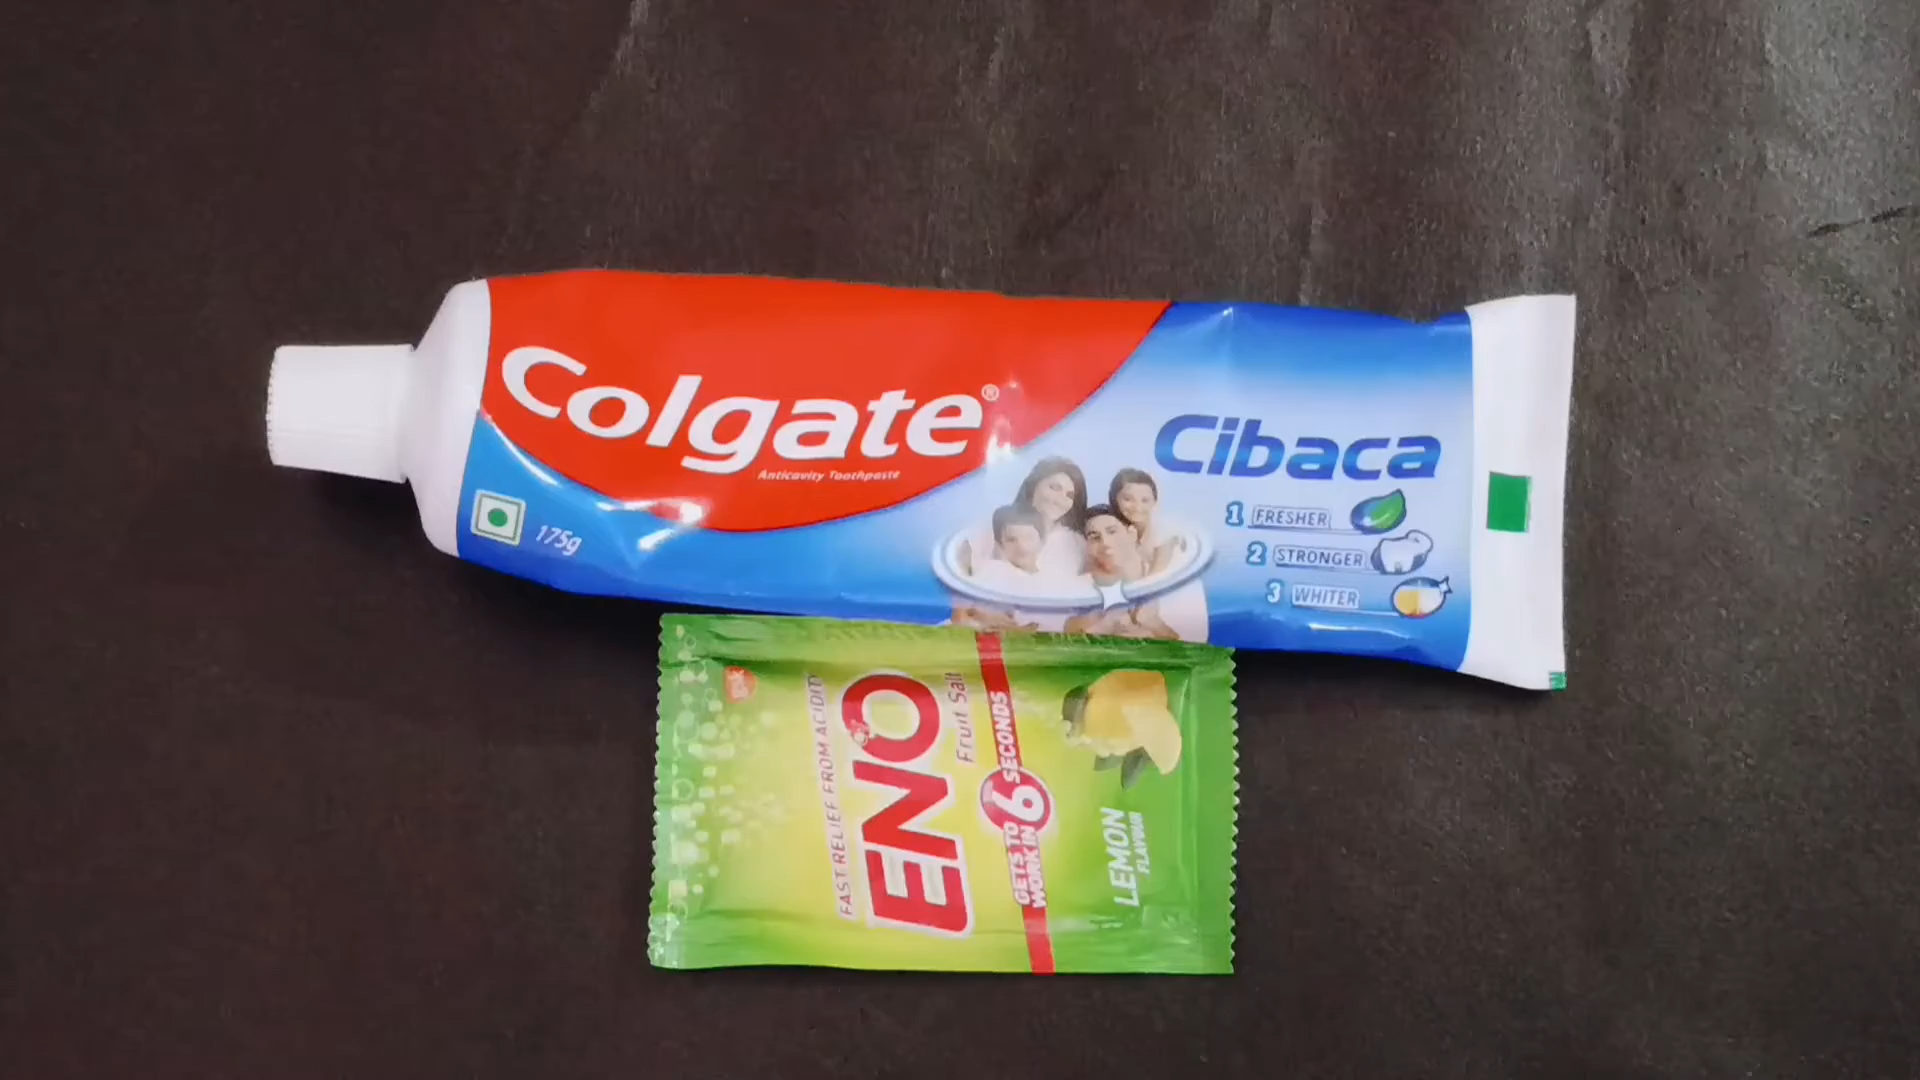 Colgate®
Anticavity Toothpaste
175g
Cibaca
1 FRESHER
2 STRONGER
3 WHITER
gsk
FAST RELIEF FROM ACIDITY
ENO
Fruit Salt
GETS TO
WORK IN 6 SECONDS
LEMON
FLAVOUR